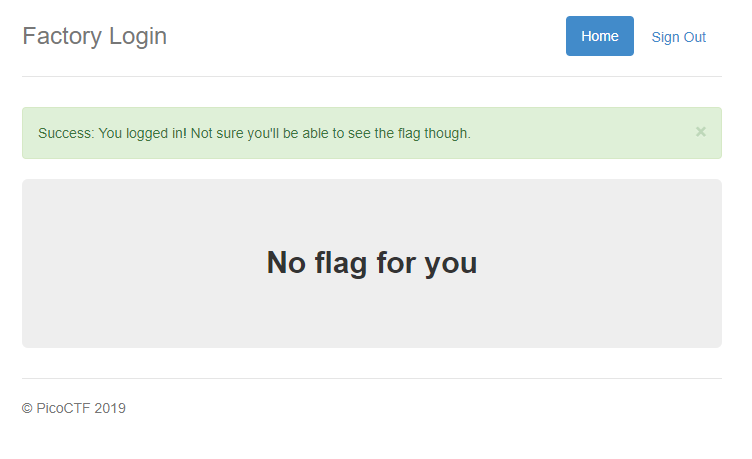 Factory Login
Home
Sign Out
Success: You logged in! Not sure you'll be able to see the flag though.
×
No flag for you
© PicoCTF 2019